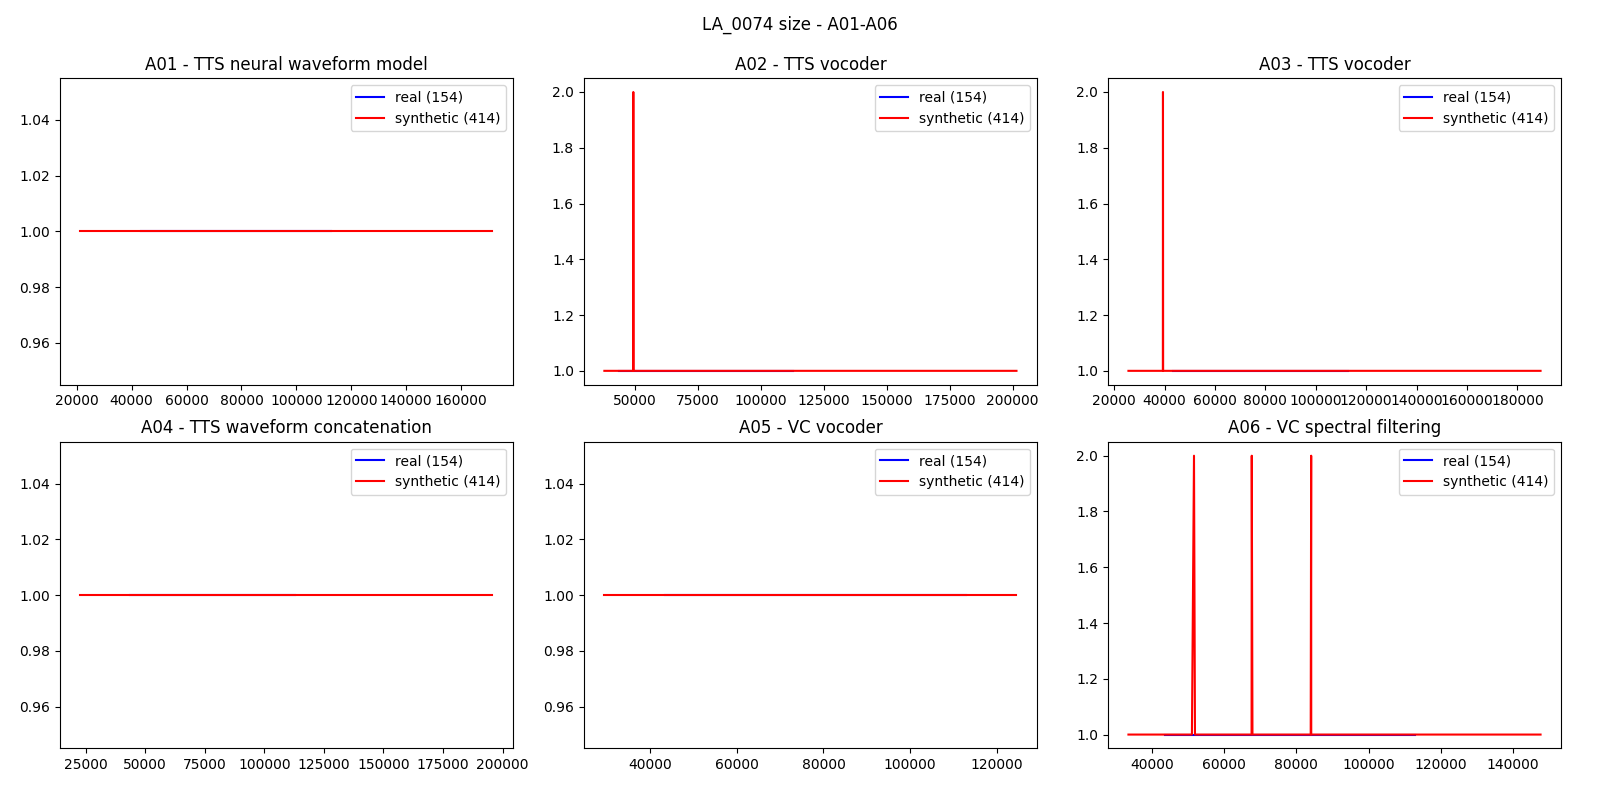 LA_0074 size - A01-A06
A01 - TTS neural waveform model
real (154)
synthetic (414)
1.04
1.02
1.00
0.98
0.96
20000 40000 60000 80000 100000 120000 140000 160000
A02 - TTS vocoder
real (154)
synthetic (414)
2.0
1.8
1.6
1.4
1.2
1.0
50000 75000 100000 125000 150000 175000 200000
A03 - TTS vocoder
real (154)
synthetic (414)
2.0
1.8
1.6
1.4
1.2
1.0
20000 40000 60000 80000 100000 120000 140000 160000 180000
A04 - TTS waveform concatenation
real (154)
synthetic (414)
1.04
1.02
1.00
0.98
0.96
25000 50000 75000 100000 125000 150000 175000 200000
A05 - VC vocoder
real (154)
synthetic (414)
1.04
1.02
1.00
0.98
0.96
40000 60000 80000 100000 120000
A06 - VC spectral filtering
real (154)
synthetic (414)
2.0
1.8
1.6
1.4
1.2
1.0
40000 60000 80000 100000 120000 140000